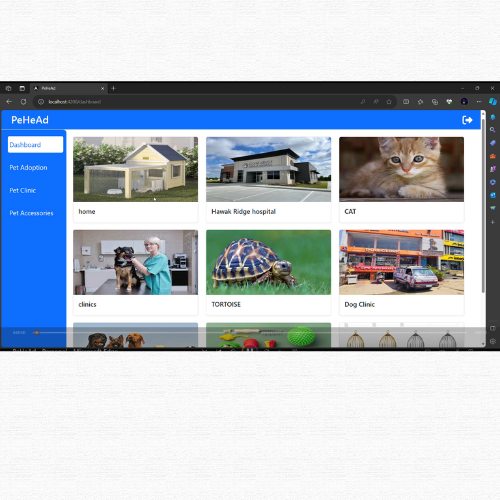 PeHeAd
localhost:4200/dashboard
PeHeAd
Dashboard
Pet Adoption
Pet Clinic
Pet Accessories
home
Hawak Ridge hospital
CAT
clinics
TORTOISE
Dog Clinic